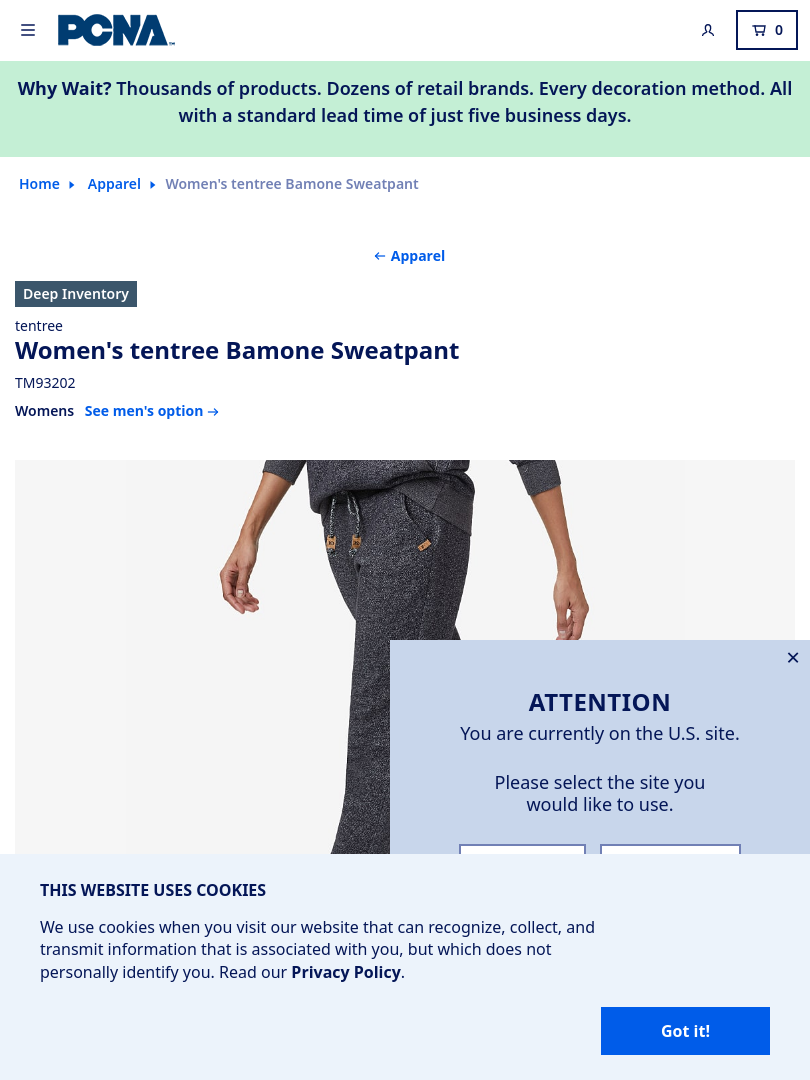 PCNA
0
Why Wait? Thousands of products. Dozens of retail brands. Every decoration method. All
with a standard lead time of just five business days.
Home
Apparel
Women's tentree Bamone Sweatpant
← Apparel
Deep Inventory
tentree
Women's tentree Bamone Sweatpant
TM93202
Womens See men's option →
ATTENTION
You are currently on the U.S. site.
Please select the site you
would like to use.
THIS WEBSITE USES COOKIES
We use cookies when you visit our website that can recognize, collect, and
transmit information that is associated with you, but which does not
personally identify you. Read our Privacy Policy.
Got it!